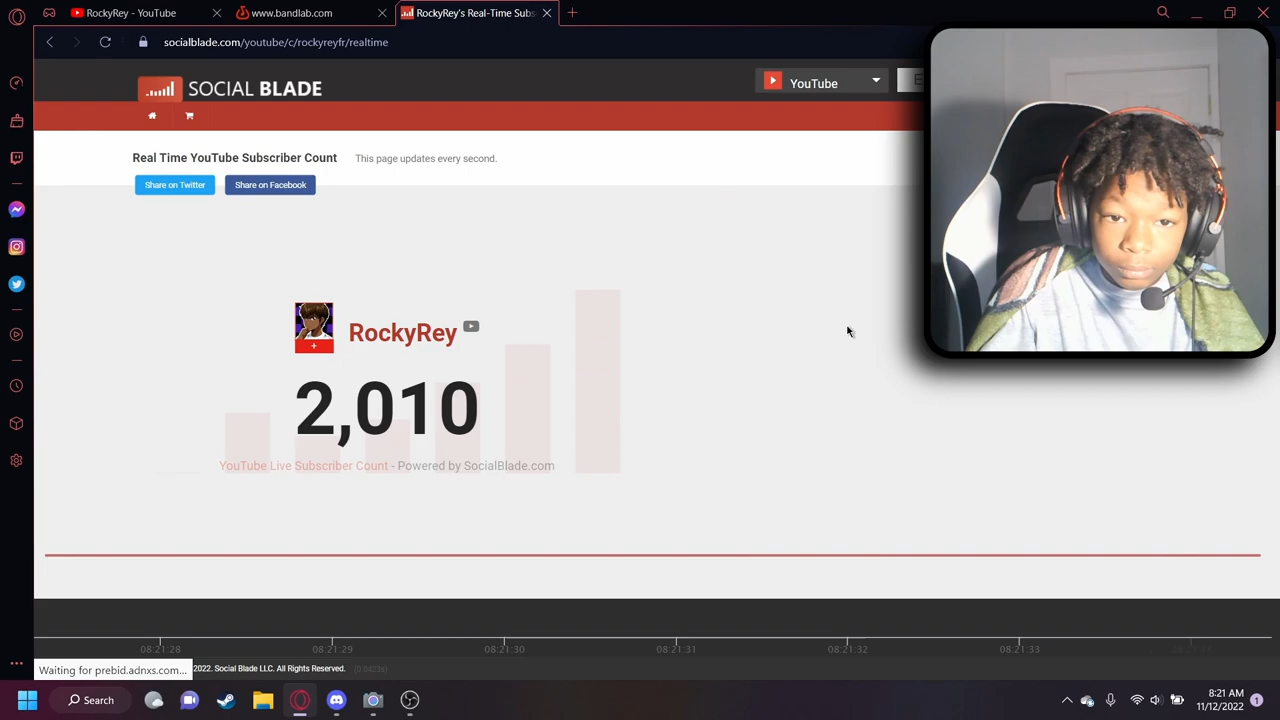 RockyRey - YouTube
www.bandlab.com
RockyRey's Real-Time Subs
socialblade.com/youtube/c/rockyreyfr/realtime
SOCIAL BLADE
YouTube
Real Time YouTube Subscriber Count
This page updates every second.
Share on Twitter
Share on Facebook
RockyRey
2,010
YouTube Live Subscriber Count - Powered by SocialBlade.com
08:21:28
08:21:29
08:21:30
08:21:31
08:21:32
08:21:33
Waiting for prebid.adnxs.com...
2022. Social Blade LLC. All Rights Reserved.
(0.0423s)
Search
8:21 AM
11/12/2022